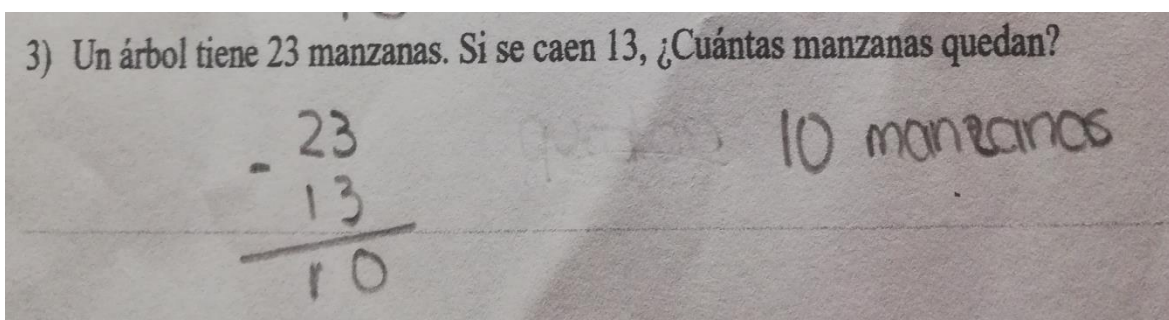 3) Un árbol tiene 23 manzanas. Si se caen 13, ¿Cuántas manzanas quedan?
23
10 manzanas
-
13
10